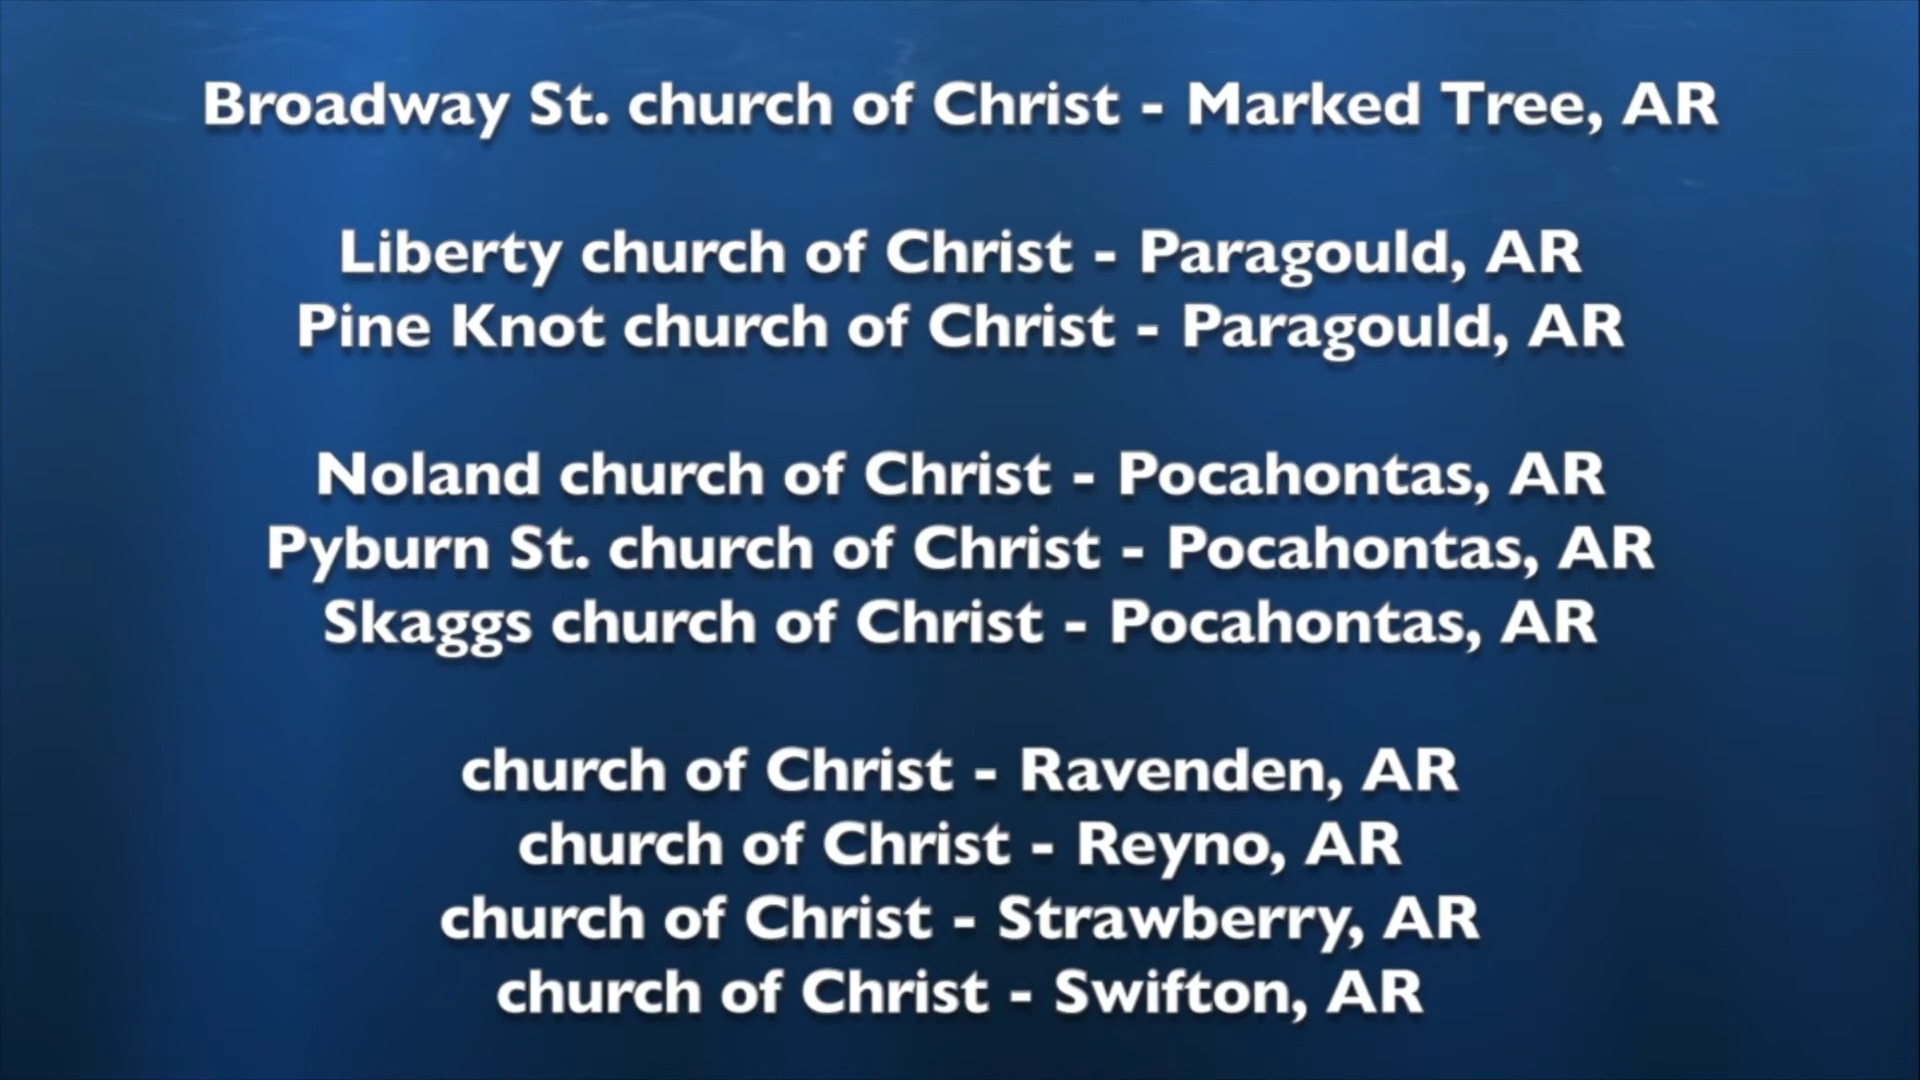 Broadway St. church of Christ - Marked Tree, AR
Liberty church of Christ - Paragould, AR
Pine Knot church of Christ - Paragould, AR
Noland church of Christ - Pocahontas, AR
Pyburn St. church of Christ - Pocahontas, AR
Skaggs church of Christ - Pocahontas, AR
church of Christ - Ravenden, AR
church of Christ - Reyno, AR
church of Christ - Strawberry, AR
church of Christ - Swifton, AR